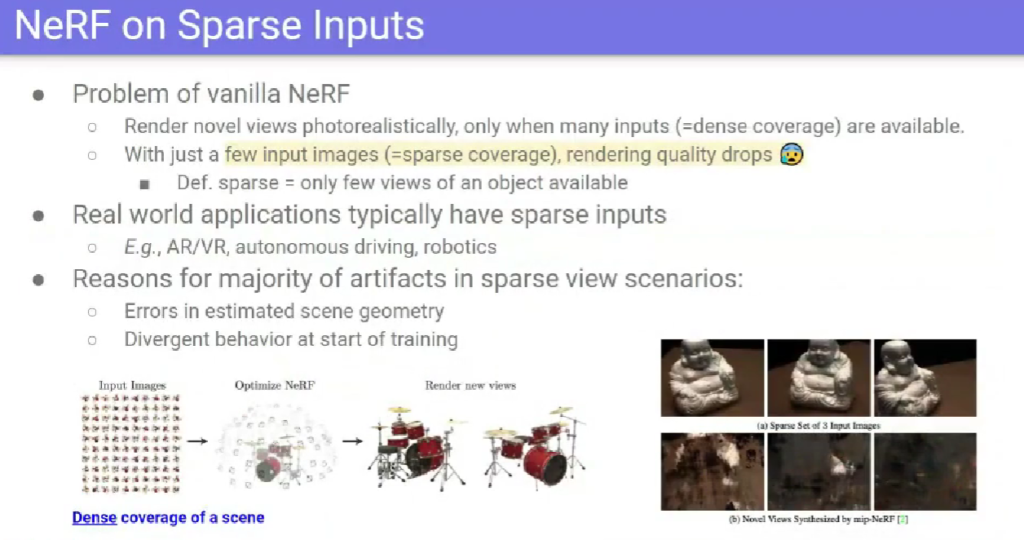 NeRF on Sparse Inputs
● Problem of vanilla NeRF
○ Render novel views photorealistically, only when many inputs (=dense coverage) are available.
○ With just a few input images (=sparse coverage), rendering quality drops 😰
■ Def. sparse = only few views of an object available
● Real world applications typically have sparse inputs
○ E.g., AR/VR, autonomous driving, robotics
● Reasons for majority of artifacts in sparse view scenarios:
○ Errors in estimated scene geometry
○ Divergent behavior at start of training
Input Images
Optimize NeRF
Render new views
Dense coverage of a scene
(a) Sparse Set of 3 Input Images
(b) Novel Views Synthesized by mip-NeRF [2]